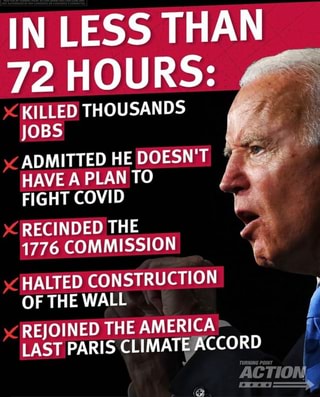 IN LESS THAN
72 HOURS:
KILLED THOUSANDS
JOBS
ADMITTED HE DOESN'T
HAVE A PLAN TO
FIGHT COVID
RECINDED THE
1776 COMMISSION
HALTED CONSTRUCTION
OF THE WALL
REJOINED THE AMERICA
LAST PARIS CLIMATE ACCORD
TURNING POINT
ACTION